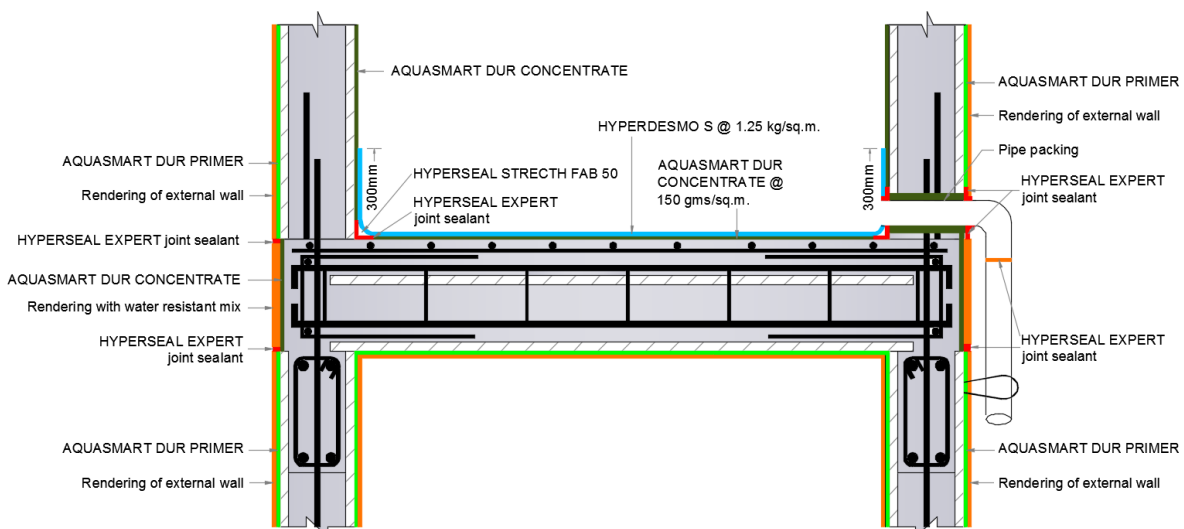 AQUASMART DUR CONCENTRATE
HYPERDESMO S @ 1.25 kg/sq.m.
AQUASMART DUR PRIMER
Rendering of external wall
Pipe packing
HYPERSEAL EXPERT
joint sealant
AQUASMART DUR PRIMER
Rendering of external wall
HYPERSEAL EXPERT joint sealant
AQUASMART DUR CONCENTRATE
Rendering with water resistant mix
HYPERSEAL EXPERT
joint sealant
300mm
HYPERSEAL STRECTH FAB 50
HYPERSEAL EXPERT
joint sealant
AQUASMART DUR
CONCENTRATE @
150 gms/sq.m.
300mm
HYPERSEAL EXPERT
joint sealant
AQUASMART DUR PRIMER
Rendering of external wall
AQUASMART DUR PRIMER
Rendering of external wall